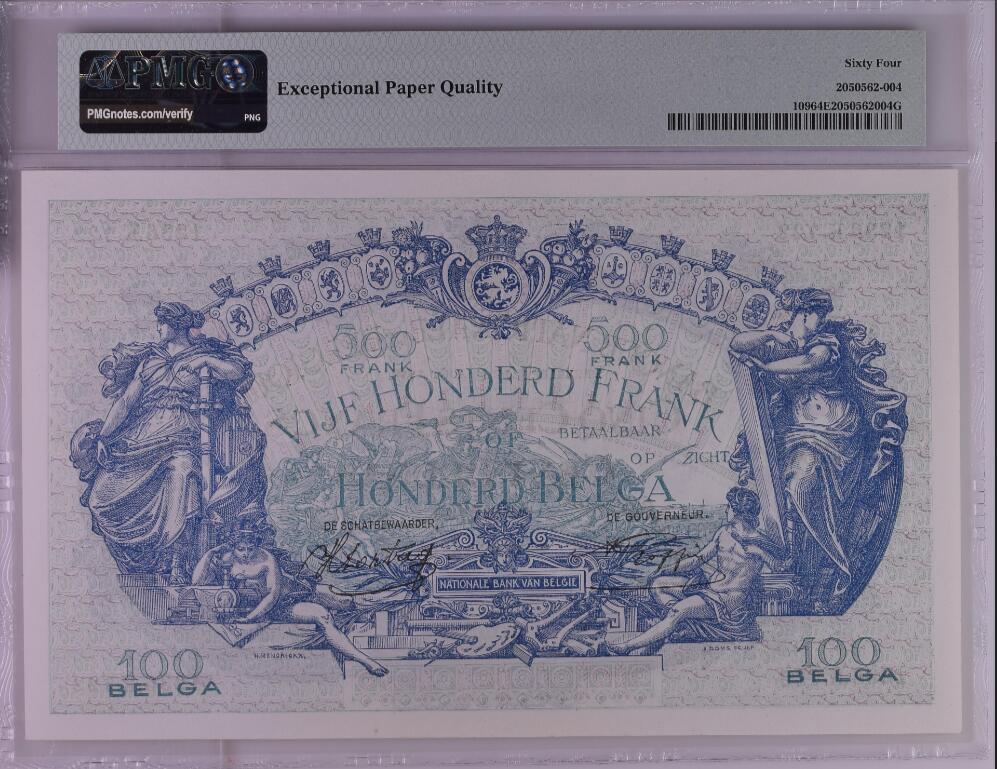 PMG
PMGnotes.com/verify
PNG
Exceptional Paper Quality
Sixty Four
2050562-004
10964E2050562004G
500
FRANK
500
FRANK
VIJF HONDERD FRANK
OF
BETAALBAAR
OP ZICHT
HONDERD BELGA
DE SCHATBEWAARDER,
DE GOUVERNEUR.
NATIONALE BANK VAN BELGIE
H. HENDRICKX.
100
BELGA
100
BELGA